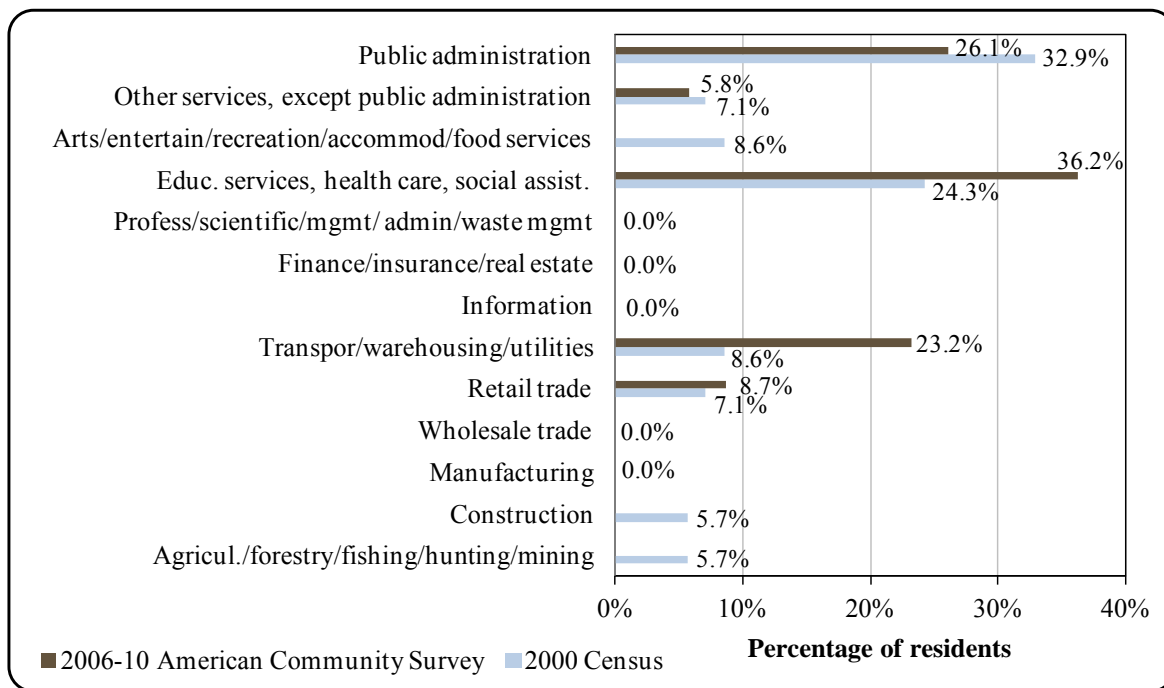 Public administration
26.1%
32.9%
Other services, except public administration
5.8%
7.1%
Arts/entertain/recreation/accommod/food services
8.6%
Educ. services, health care, social assist.
36.2%
24.3%
Profess/scientific/mgmt/ admin/waste mgmt
0.0%
Finance/insurance/real estate
0.0%
Information
0.0%
Transpor/warehousing/utilities
23.2%
8.6%
Retail trade
8.7%
7.1%
Wholesale trade
0.0%
Manufacturing
0.0%
Construction
5.7%
Agricul./forestry/fishing/hunting/mining
5.7%
0% 10% 20% 30% 40%
Percentage of residents
2006-10 American Community Survey 2000 Census